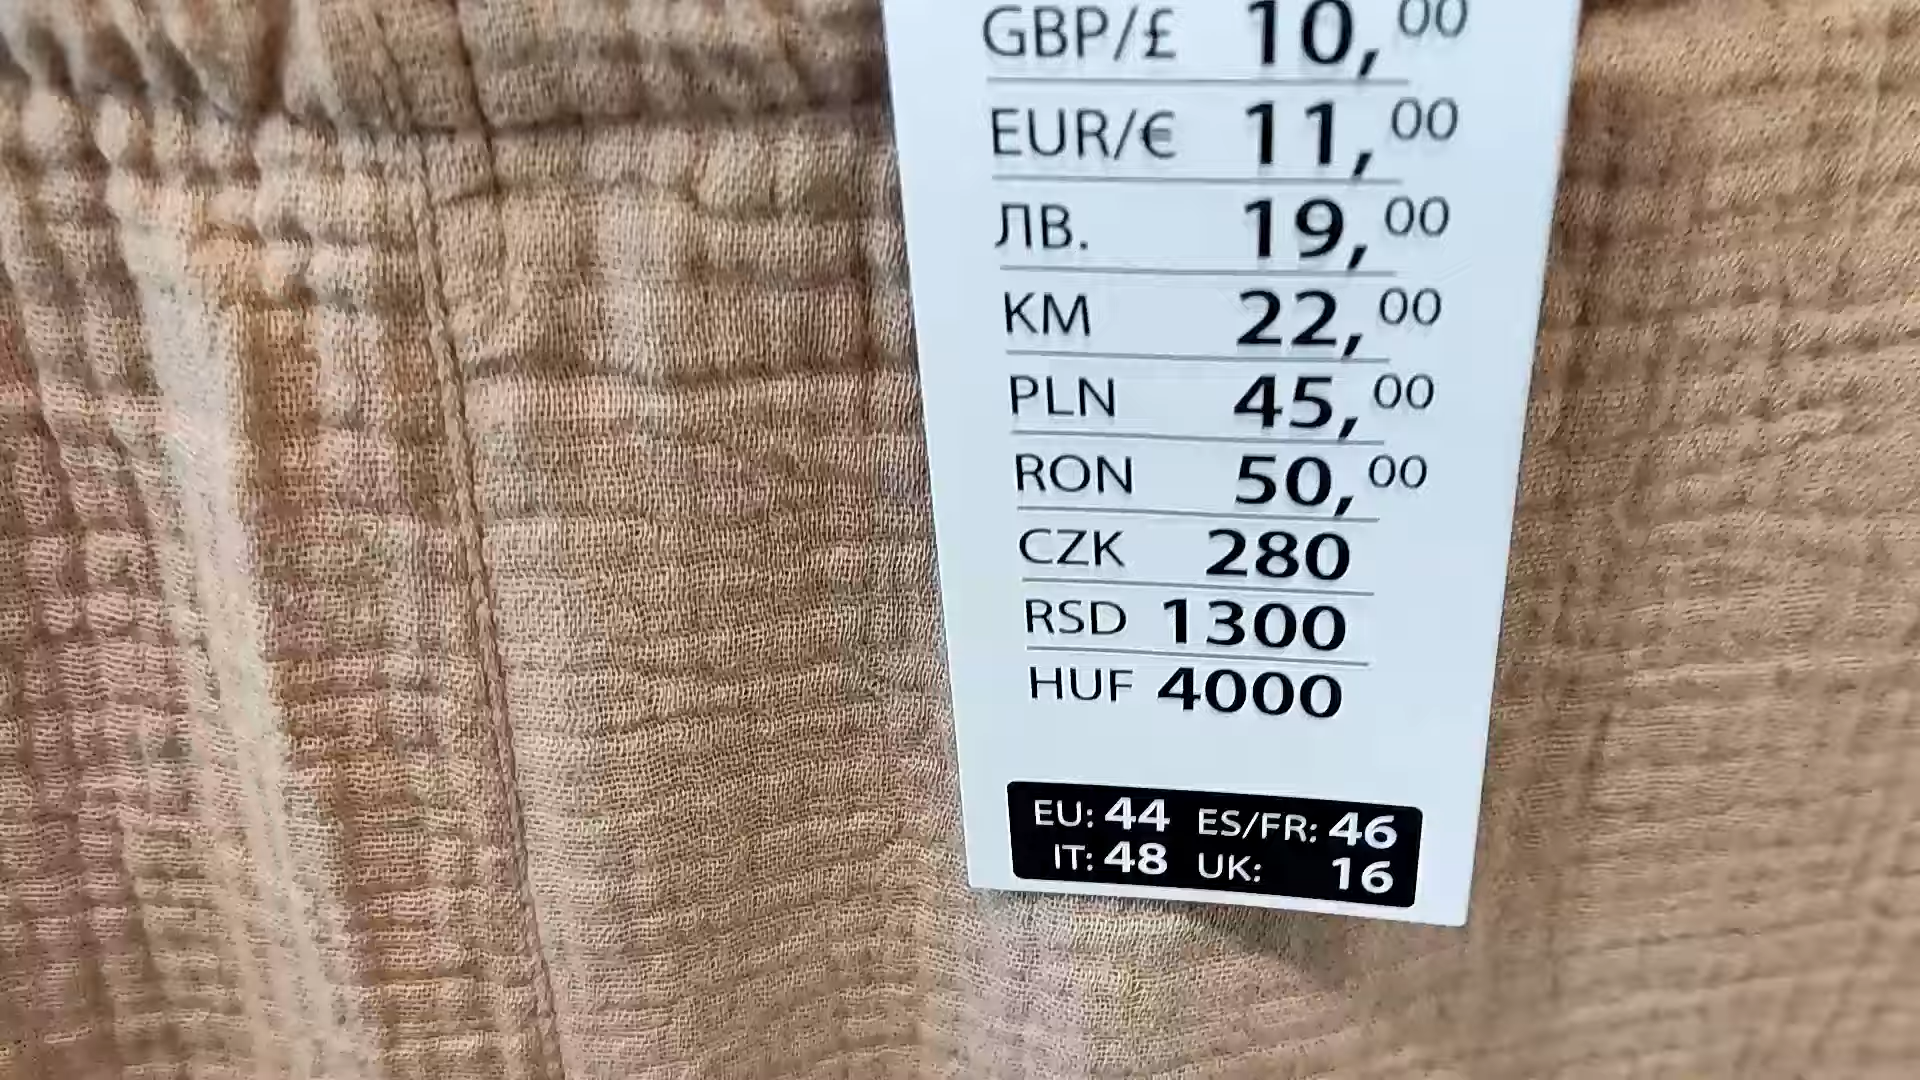 GBP/£ 10,00
EUR/€ 11,00
ЛВ. 19,00
KM 22,00
PLN 45,00
RON 50,00
CZK 280
RSD 1300
HUF 4000
EU: 44 ES/FR: 46
IT: 48 UK: 16